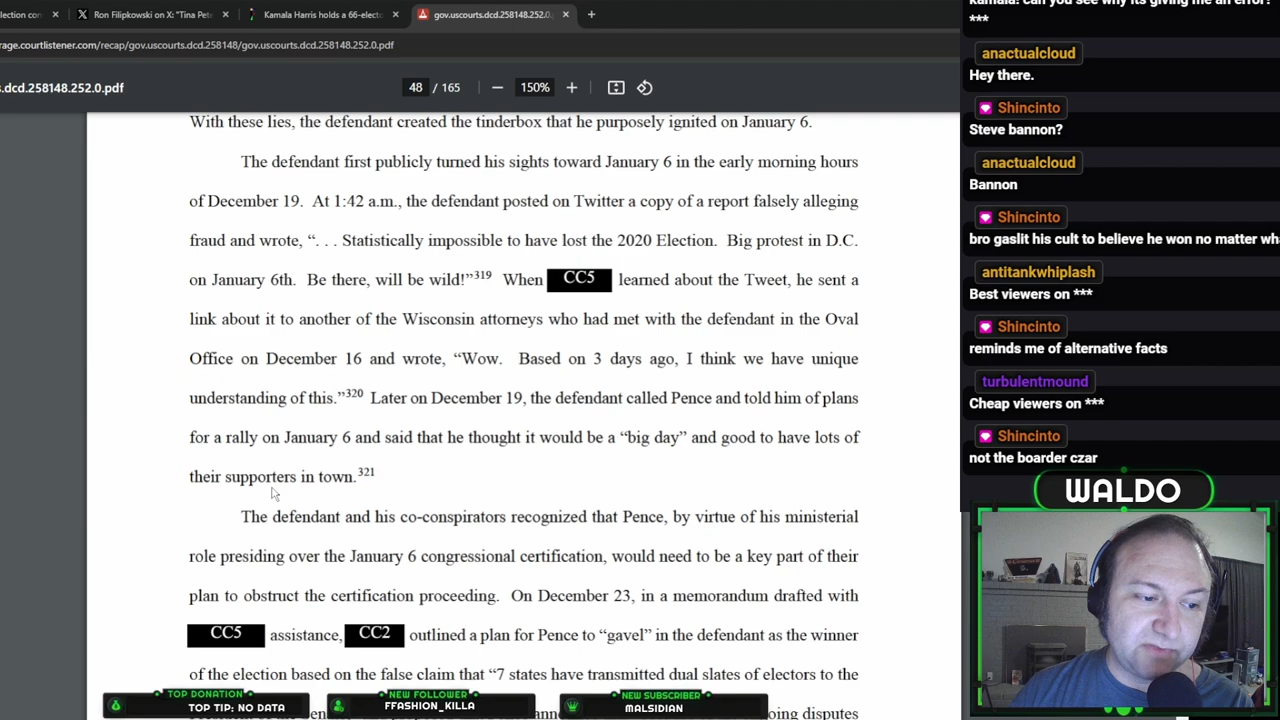 lection con
Ron Filipkowski on X: "Tina Pet
Kamala Harris holds a 66-electo
gov.uscourts.dcd.258148.252.0.
rage.courtlistener.com/recap/gov.uscourts.dcd.258148/gov.uscourts.dcd.258148.252.0.pdf
s.dcd.258148.252.0.pdf
48 / 165
150%
With these lies, the defendant created the tinderbox that he purposely ignited on January 6.
The defendant first publicly turned his sights toward January 6 in the early morning hours
of December 19. At 1:42 a.m., the defendant posted on Twitter a copy of a report falsely alleging
fraud and wrote, “. . . Statistically impossible to have lost the 2020 Election. Big protest in D.C.
on January 6th. Be there, will be wild!”319 When CC5 learned about the Tweet, he sent a
link about it to another of the Wisconsin attorneys who had met with the defendant in the Oval
Office on December 16 and wrote, “Wow. Based on 3 days ago, I think we have unique
understanding of this.”320 Later on December 19, the defendant called Pence and told him of plans
for a rally on January 6 and said that he thought it would be a “big day” and good to have lots of
their supporters in town.321
The defendant and his co-conspirators recognized that Pence, by virtue of his ministerial
role presiding over the January 6 congressional certification, would need to be a key part of their
plan to obstruct the certification proceeding. On December 23, in a memorandum drafted with
CC5 assistance, CC2 outlined a plan for Pence to “gavel” in the defendant as the winner
of the election based on the false claim that “7 states have transmitted dual slates of electors to the
oing disputes
kamala! can you see why its giving me an error?
***
anactualcloud
Hey there.
Shincinto
Steve bannon?
anactualcloud
Bannon
Shincinto
bro gaslit his cult to believe he won no matter wha
antitankwhiplash
Best viewers on ***
Shincinto
reminds me of alternative facts
turbulentmound
Cheap viewers on ***
Shincinto
not the boarder czar
WALDO
TOP DONATION
TOP TIP: NO DATA
NEW FOLLOWER
FFASHION_KILLA
NEW SUBSCRIBER
MALSIDIAN